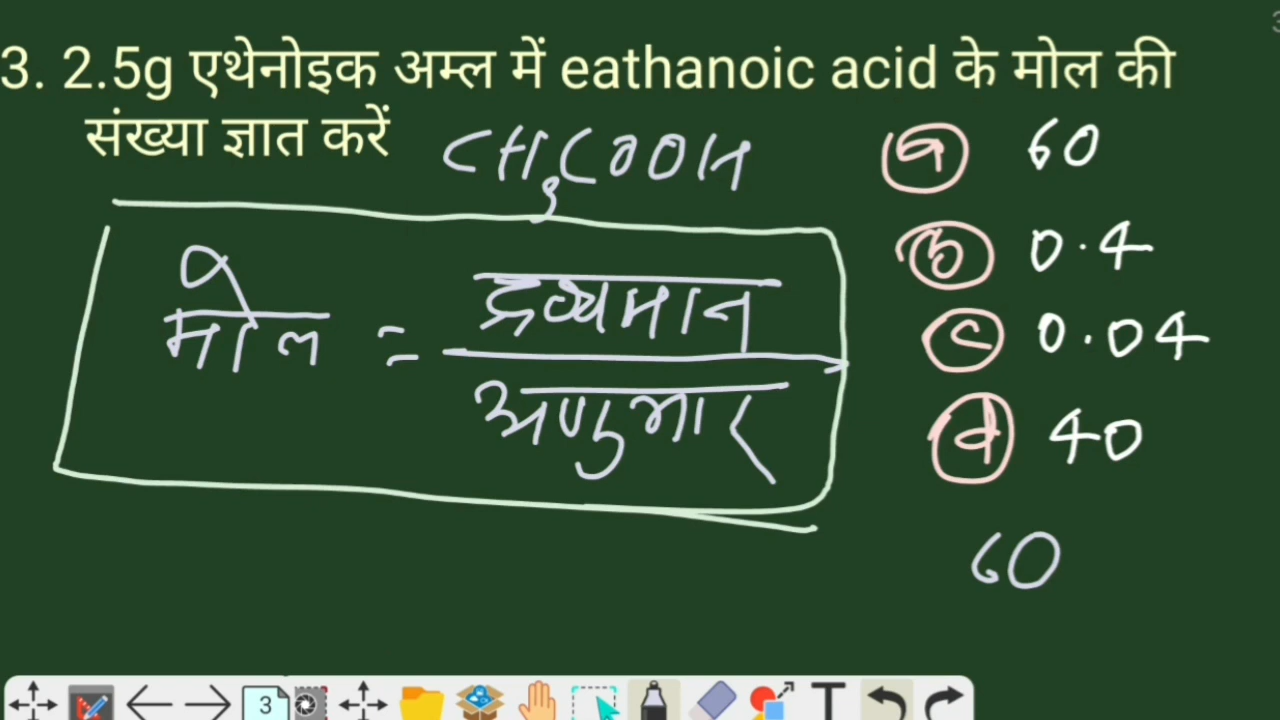 3. 2.5g एथेनोइक अम्ल में eathanoic acid के मोल की
संख्या ज्ञात करें
CH3COOH
मोल = द्रव्यमान
अणुभार
a 60
b 0.4
c 0.04
d 40
60
3
T